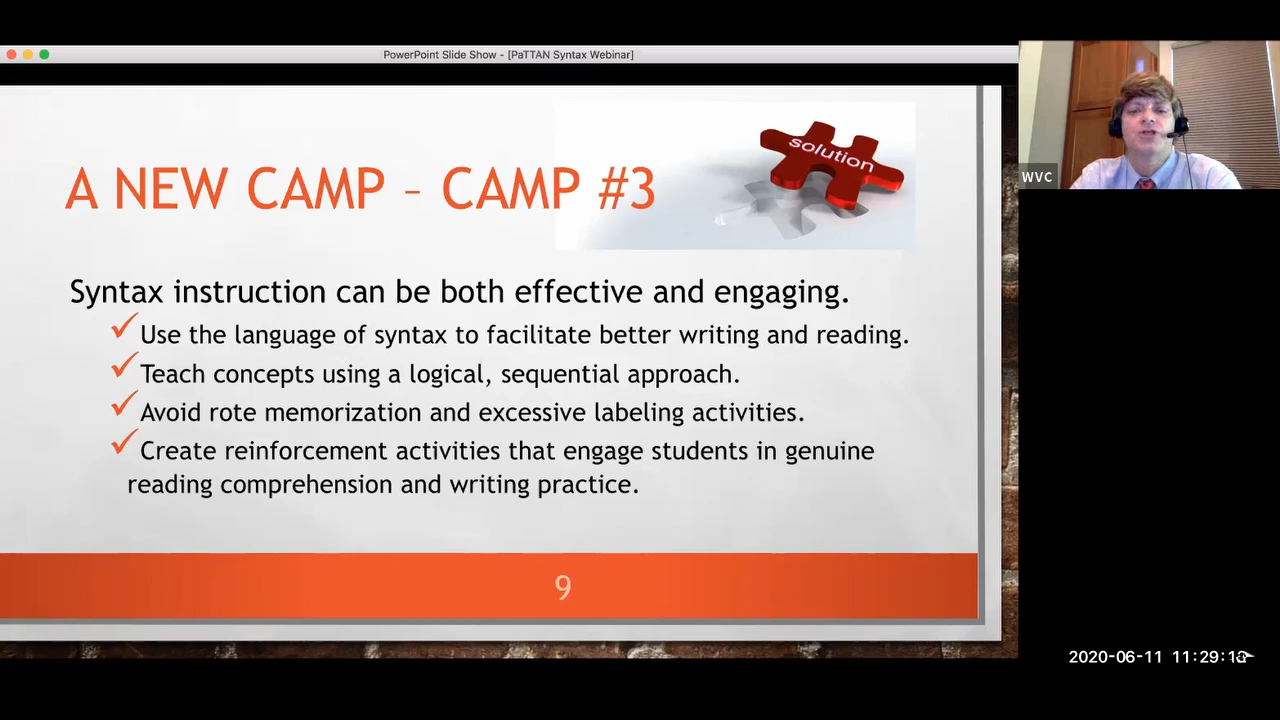 PowerPoint Slide Show - [PaTTAN Syntax Webinar]
WVC
A NEW CAMP – CAMP #3
solution
Syntax instruction can be both effective and engaging.
Use the language of syntax to facilitate better writing and reading.
Teach concepts using a logical, sequential approach.
Avoid rote memorization and excessive labeling activities.
Create reinforcement activities that engage students in genuine
reading comprehension and writing practice.
9
2020-06-11